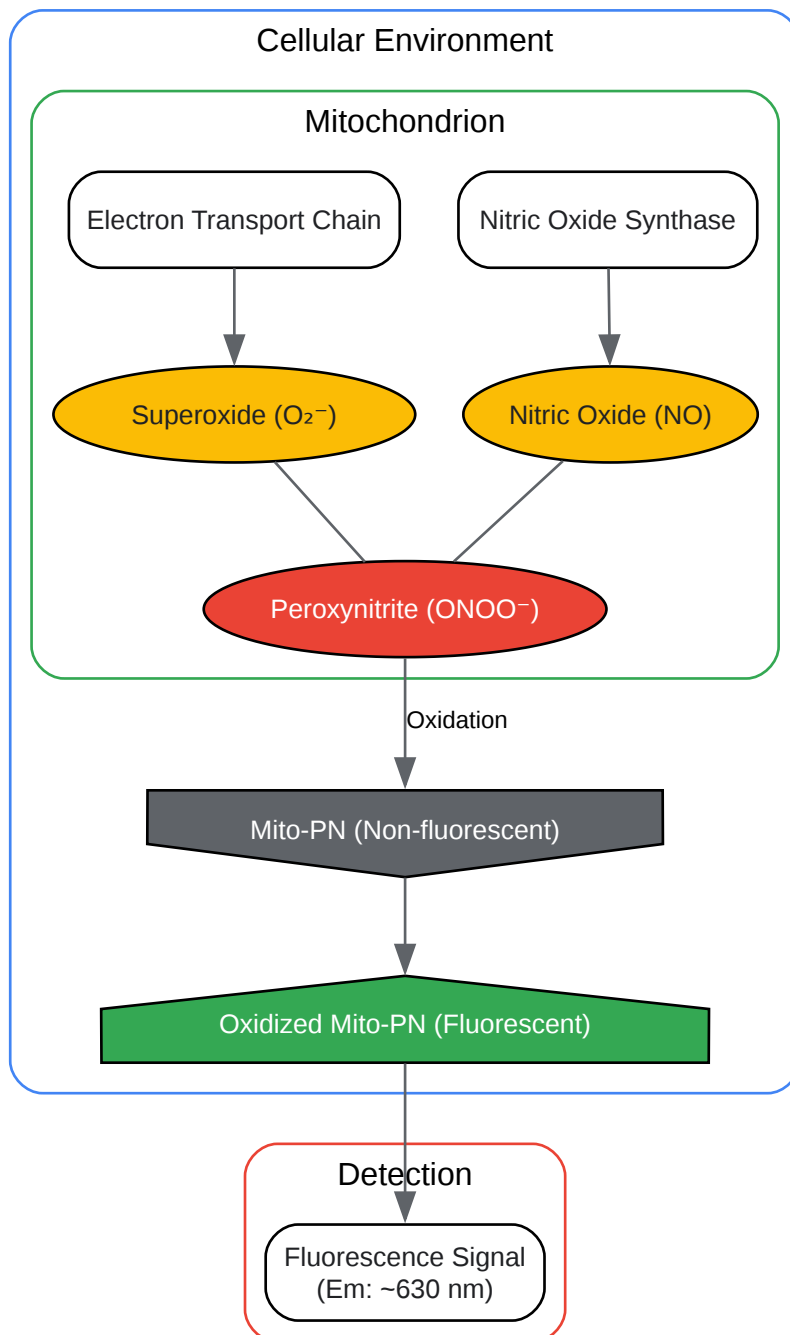 Cellular Environment
Mitochondrion
Electron Transport Chain
Nitric Oxide Synthase
Superoxide (O₂⁻)
Nitric Oxide (NO)
Peroxynitrite (ONOO⁻)
Oxidation
Mito-PN (Non-fluorescent)
Oxidized Mito-PN (Fluorescent)
Detection
Fluorescence Signal
(Em: ~630 nm)